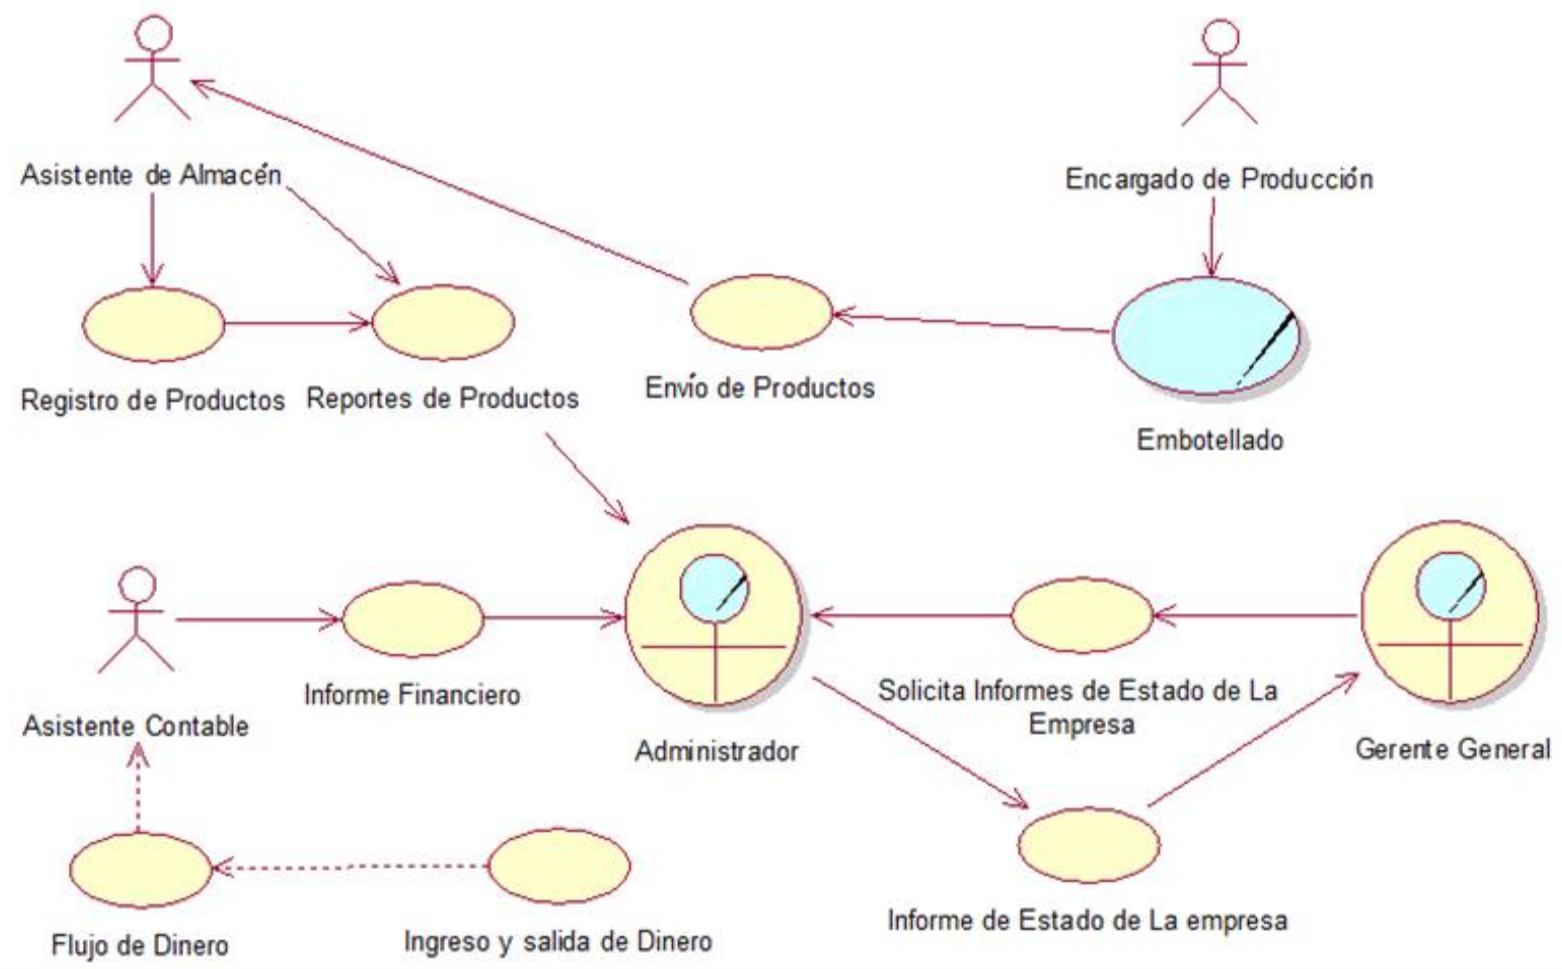 Asistente de Almacén
Encargado de Producción
Registro de Productos
Reportes de Productos
Envío de Productos
Embotellado
Asistente Contable
Informe Financiero
Administrador
Solicita Informes de Estado de La
Empresa
Gerente General
Flujo de Dinero
Ingreso y salida de Dinero
Informe de Estado de La empresa